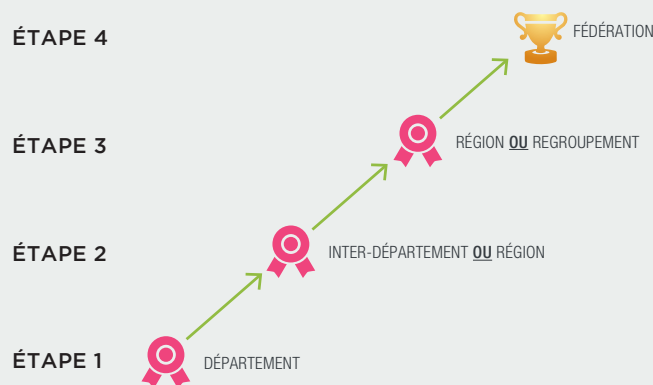 ÉTAPE 4
FÉDÉRATION
ÉTAPE 3
RÉGION OU REGROUPEMENT
ÉTAPE 2
INTER-DÉPARTEMENT OU RÉGION
ÉTAPE 1
DÉPARTEMENT